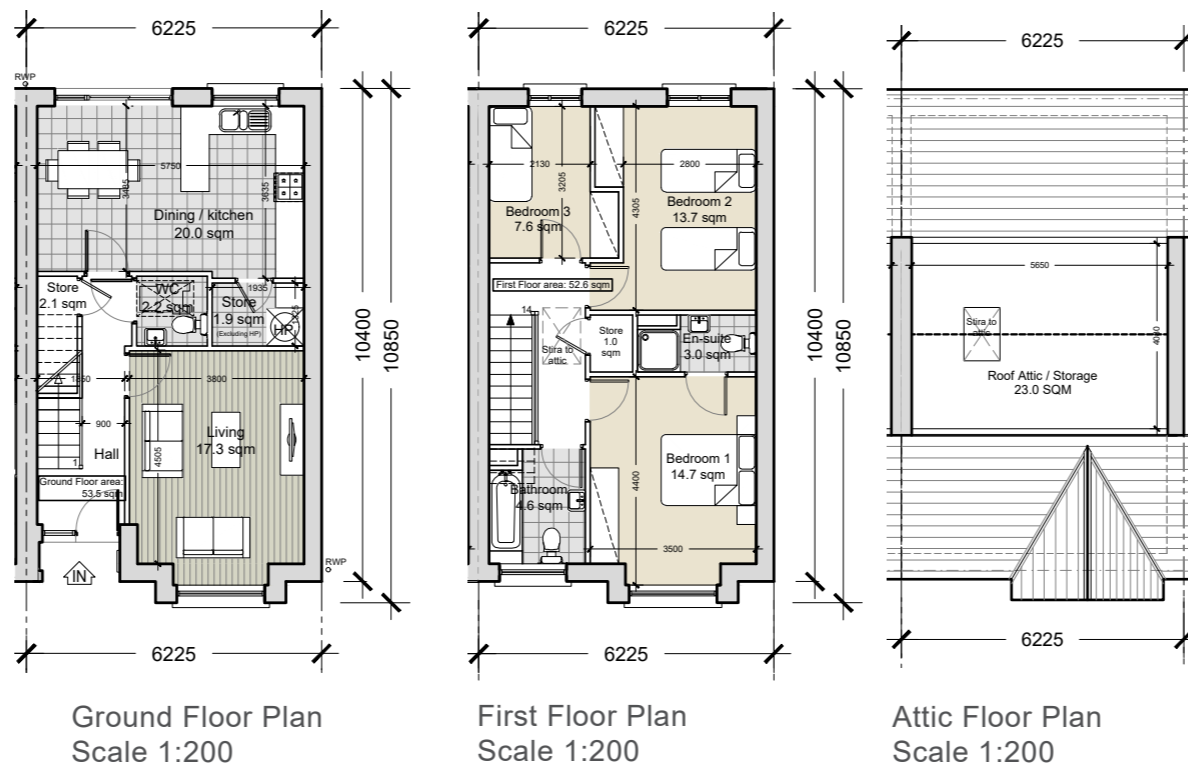 6225
6225
6225
RWP
5750
3485
3635
Dining / kitchen
20.0 sqm
Store
2.1 sqm
WC
2.2 sqm
1935
Store
1.9 sqm
(Excluding HP)
HP
1850
3800
900
Living
17.3 sqm
4505
1
Hall
Ground Floor area:
53.5 sqm
IN
RWP
10400
10850
6225
2130
2800
3205
4305
Bedroom 3
7.6 sqm
Bedroom 2
13.7 sqm
First Floor area: 52.6 sqm
14
Stira to
attic
Store
1.0
sqm
En-suite
3.0 sqm
Bedroom 1
14.7 sqm
4400
Bathroom
4.6 sqm
3500
10400
10850
6225
5650
Stira to
4060
Roof Attic / Storage
23.0 SQM
6225
Ground Floor Plan
Scale 1:200
First Floor Plan
Scale 1:200
Attic Floor Plan
Scale 1:200